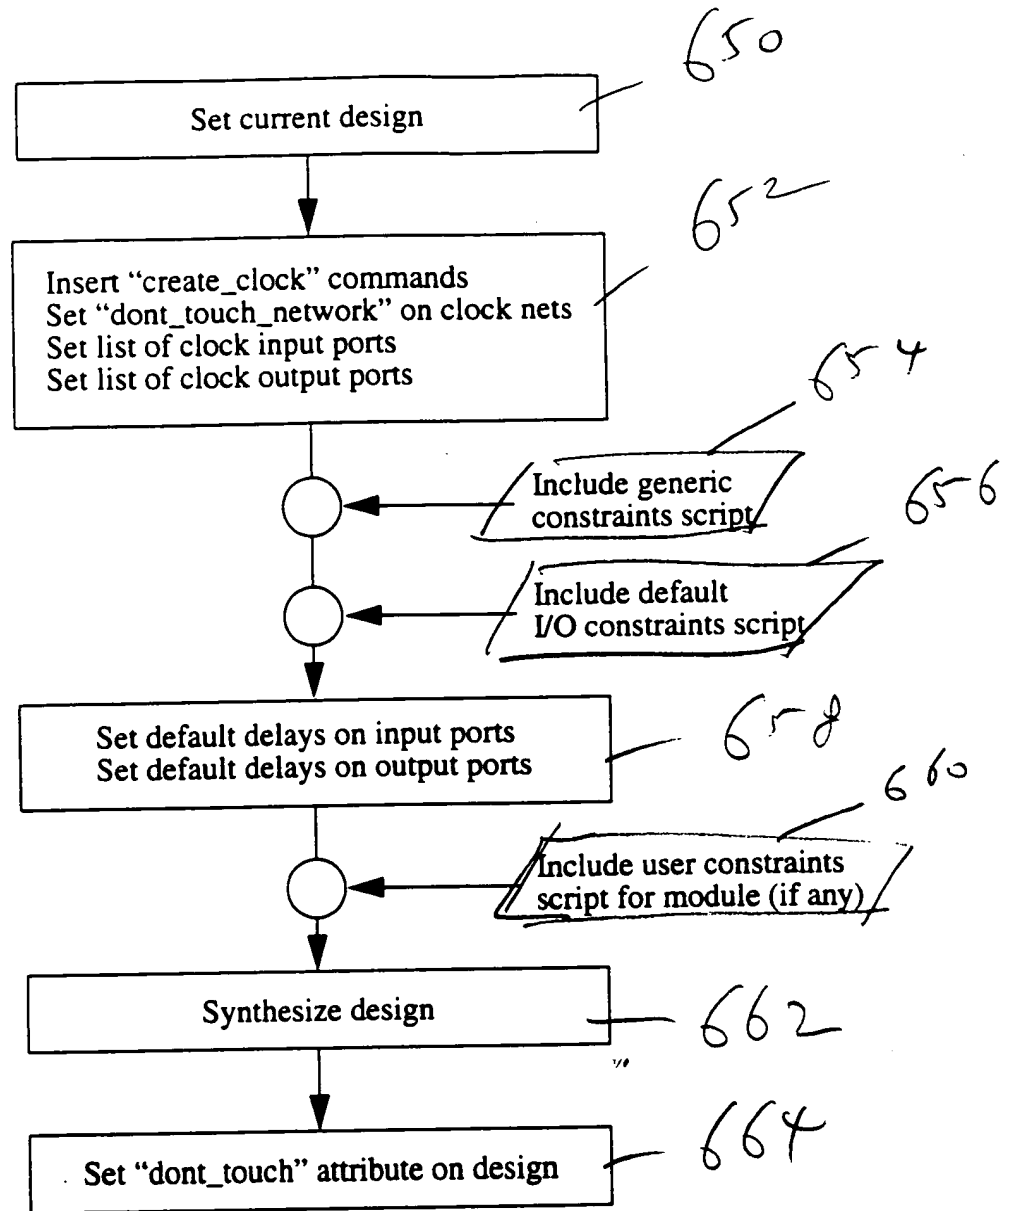 650
Set current design
652
Insert “create_clock” commands
Set “dont_touch_network” on clock nets
Set list of clock input ports
Set list of clock output ports
654
Include generic
constraints script
656
Include default
I/O constraints script
658
Set default delays on input ports
Set default delays on output ports
660
Include user constraints
script for module (if any)
Synthesize design
662
Set “dont_touch” attribute on design
664